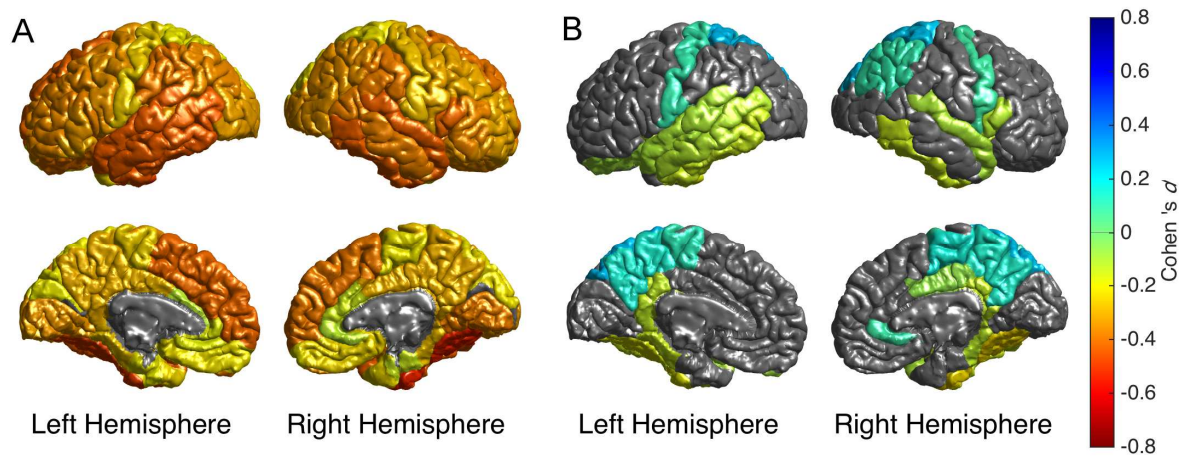 A
B
Left Hemisphere
Right Hemisphere
Left Hemisphere
Right Hemisphere
0.8
0.6
0.4
0.2
0
-0.2
-0.4
-0.6
-0.8
Cohen 's d